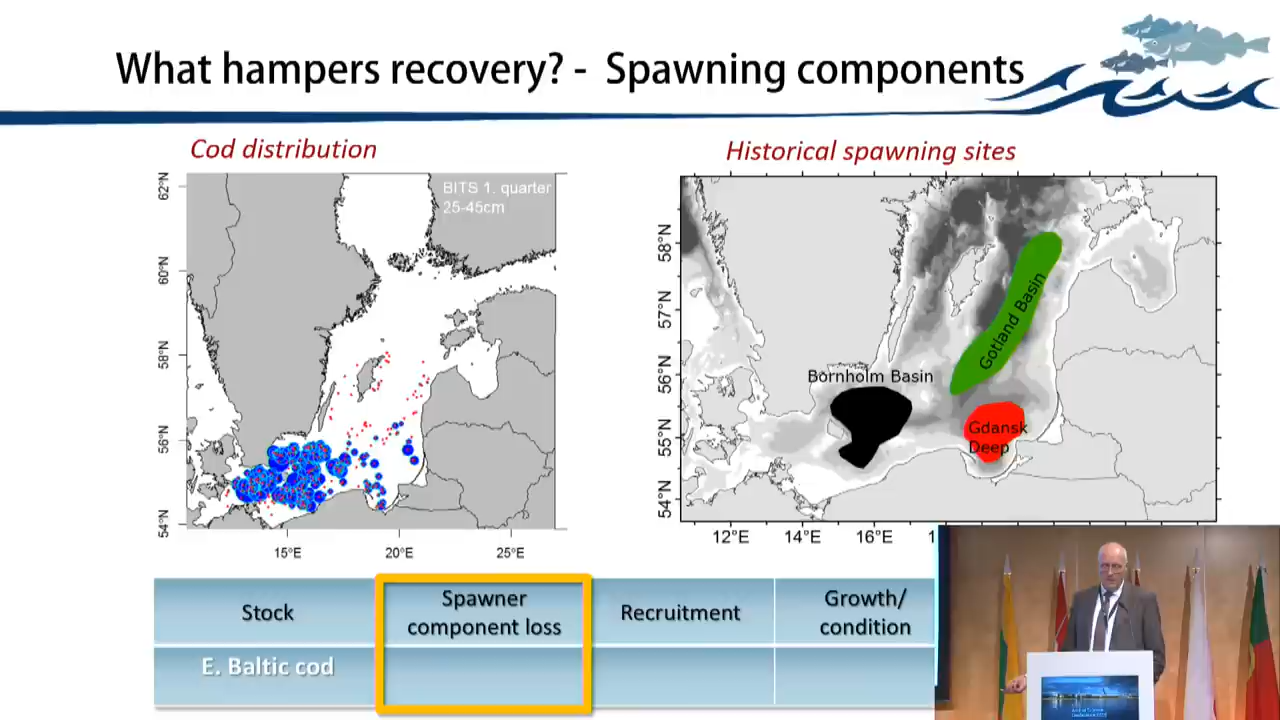 What hampers recovery? - Spawning components
Cod distribution
Historical spawning sites
BITS 1. quarter
25-45cm
62°N
60°N
58°N
56°N
54°N
15°E
20°E
25°E
58°N
57°N
56°N
55°N
54°N
12°E
14°E
16°E
Bornholm Basin
Gotland Basin
Gdansk
Deep
Stock
Spawner
component loss
Recruitment
Growth/
condition
E. Baltic cod